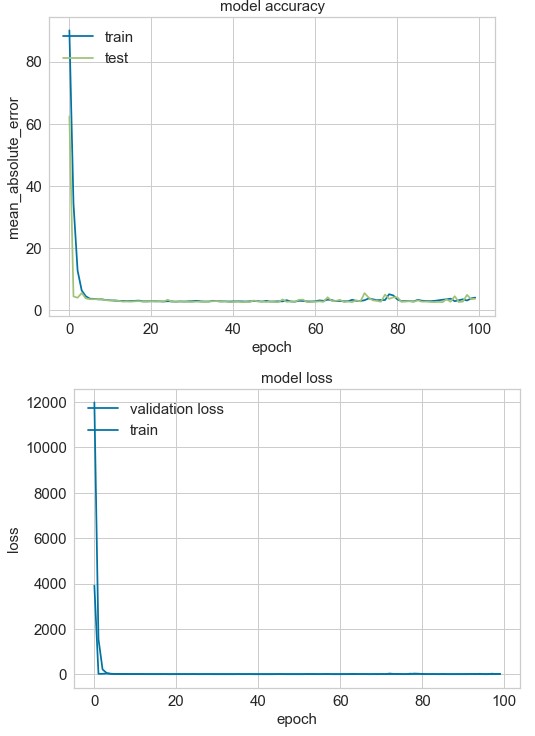 model accuracy
train
test
80
60
40
20
0
mean_absolute_error
0 20 40 60 80 100
epoch
model loss
validation loss
train
12000
10000
8000
6000
4000
2000
0
loss
0 20 40 60 80 100
epoch